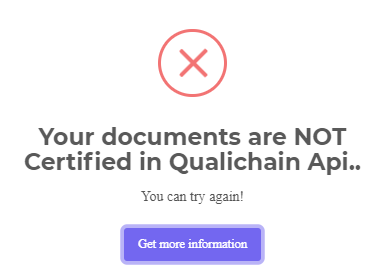 Your documents are NOT
Certified in Qualichain Api..
You can try again!
Get more information